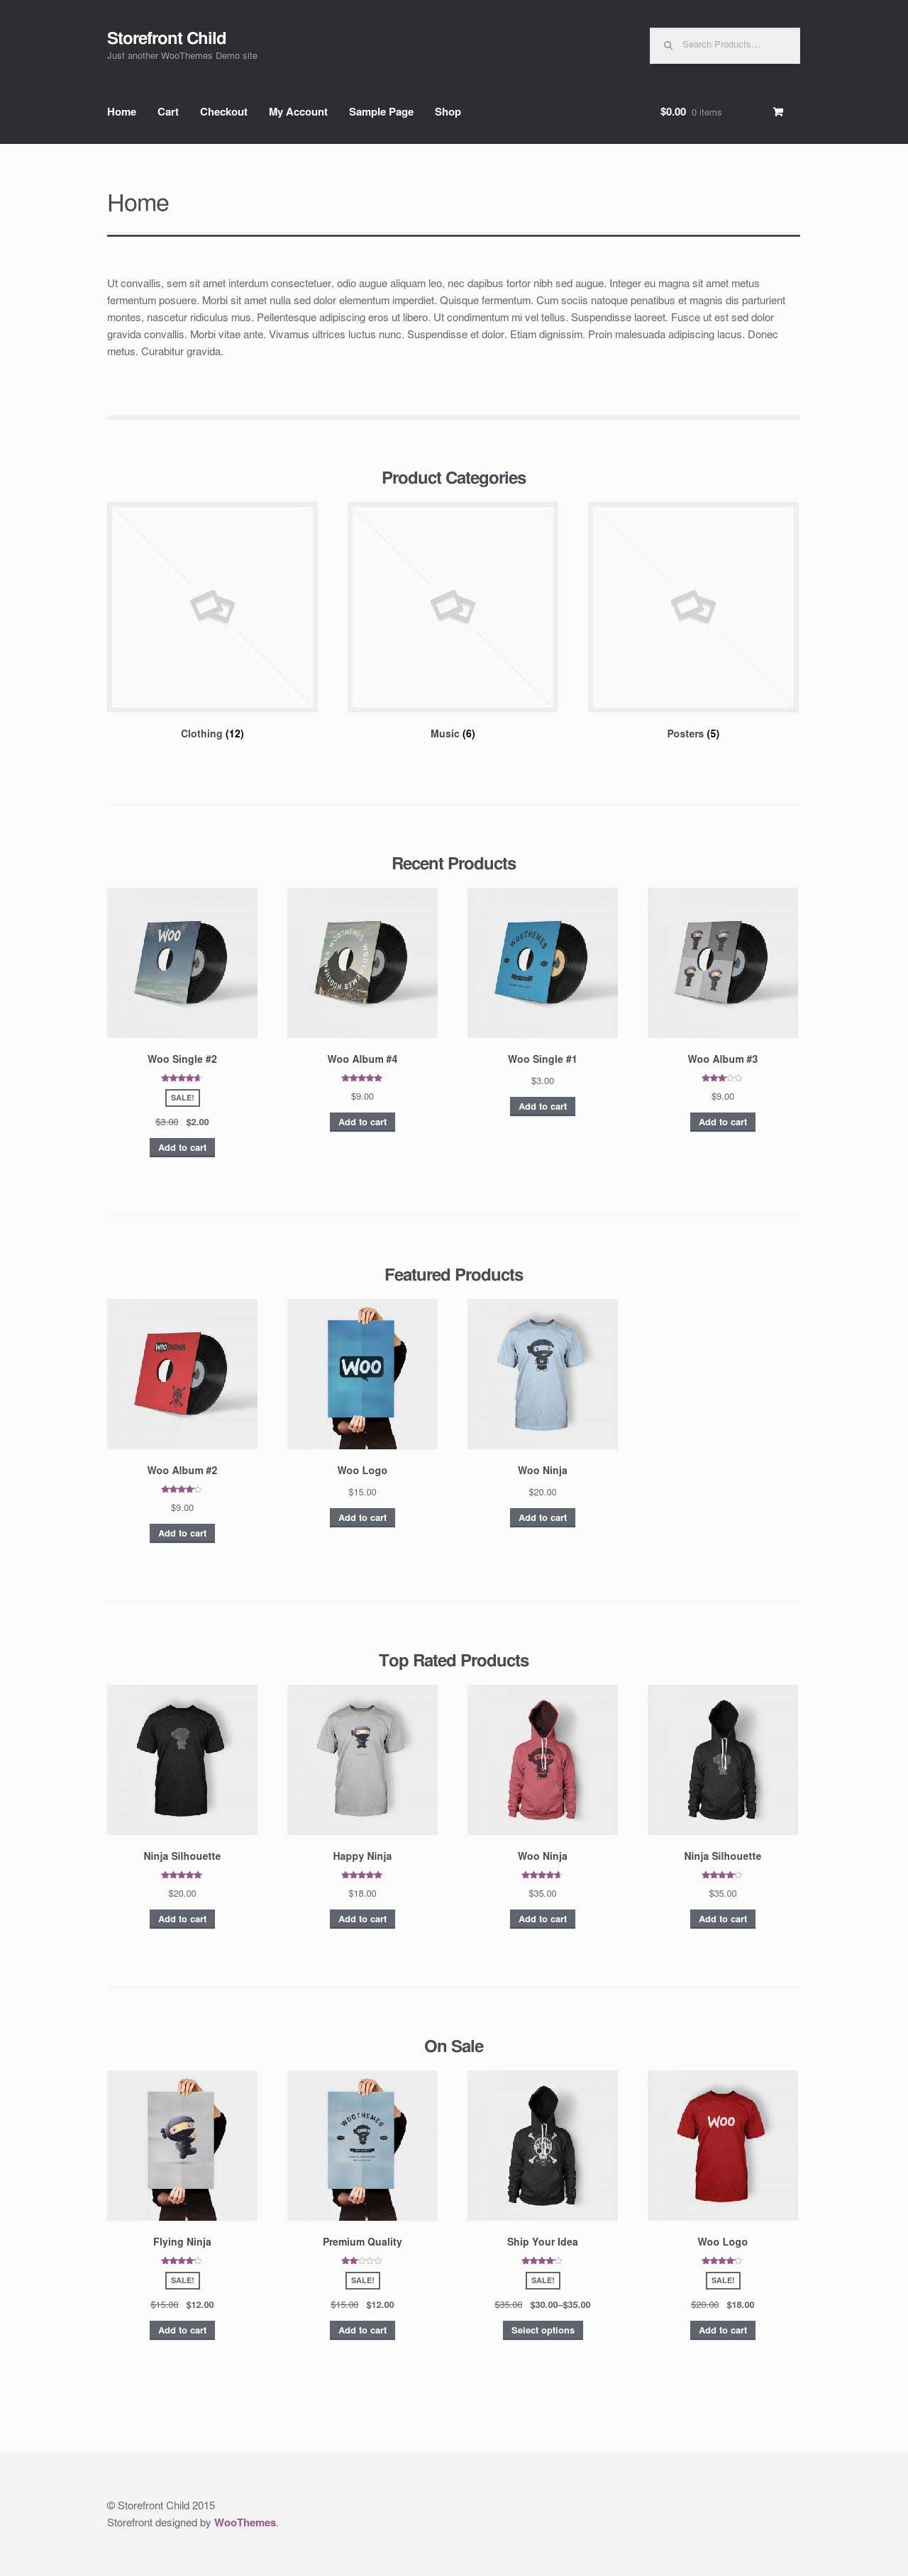 Storefront Child
Just another WooThemes Demo site
Search Products…
Home Cart Checkout My Account Sample Page Shop
$0.00 0 items
Home
Ut convallis, sem sit amet interdum consectetuer, odio augue aliquam leo, nec dapibus tortor nibh sed augue. Integer eu magna sit amet metus
fermentum posuere. Morbi sit amet nulla sed dolor elementum imperdiet. Quisque fermentum. Cum sociis natoque penatibus et magnis dis parturient
montes, nascetur ridiculus mus. Pellentesque adipiscing eros ut libero. Ut condimentum mi vel tellus. Suspendisse laoreet. Fusce ut est sed dolor
gravida convallis. Morbi vitae ante. Vivamus ultrices luctus nunc. Suspendisse et dolor. Etiam dignissim. Proin malesuada adipiscing lacus. Donec
metus. Curabitur gravida.
Product Categories
Clothing (12)
Music (6)
Posters (5)
Recent Products
WOO
WOOTHEMES
Woo Single #2
SALE!
$3.00 $2.00
Add to cart
Woo Album #4
$9.00
Add to cart
Woo Single #1
$3.00
Add to cart
Woo Album #3
$9.00
Add to cart
Featured Products
WOOTHEMES
WOO
Woo Album #2
$9.00
Add to cart
Woo Logo
$15.00
Add to cart
Woo Ninja
$20.00
Add to cart
Top Rated Products
Ninja Silhouette
$20.00
Add to cart
Happy Ninja
$18.00
Add to cart
Woo Ninja
$35.00
Add to cart
Ninja Silhouette
$35.00
Add to cart
On Sale
WOOTHEMES
WOO
Flying Ninja
SALE!
$15.00 $12.00
Add to cart
Premium Quality
SALE!
$15.00 $12.00
Add to cart
Ship Your Idea
SALE!
$35.00 $30.00–$35.00
Select options
Woo Logo
SALE!
$20.00 $18.00
Add to cart
© Storefront Child 2015
Storefront designed by WooThemes.